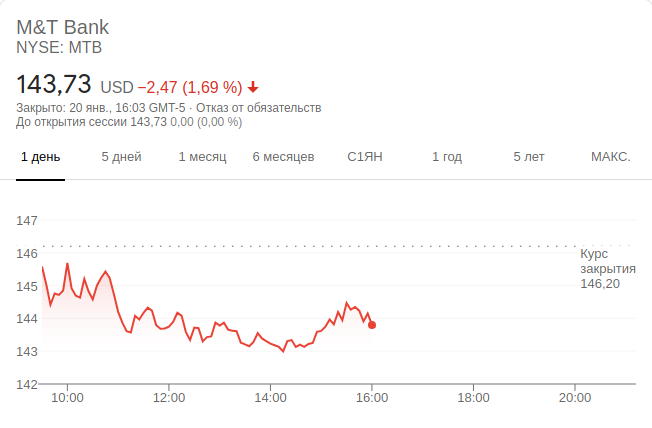 M&T Bank
NYSE: MTB
143,73 USD −2,47 (1,69 %)
Закрыто: 20 янв., 16:03 GMT-5 · Отказ от обязательств
До открытия сессии 143,73 0,00 (0,00 %)
1 день 5 дней 1 месяц 6 месяцев С1ЯН 1 год 5 лет МАКС.
147
146
145
144
143
142
Курс
закрытия
146,20
10:00 12:00 14:00 16:00 18:00 20:00